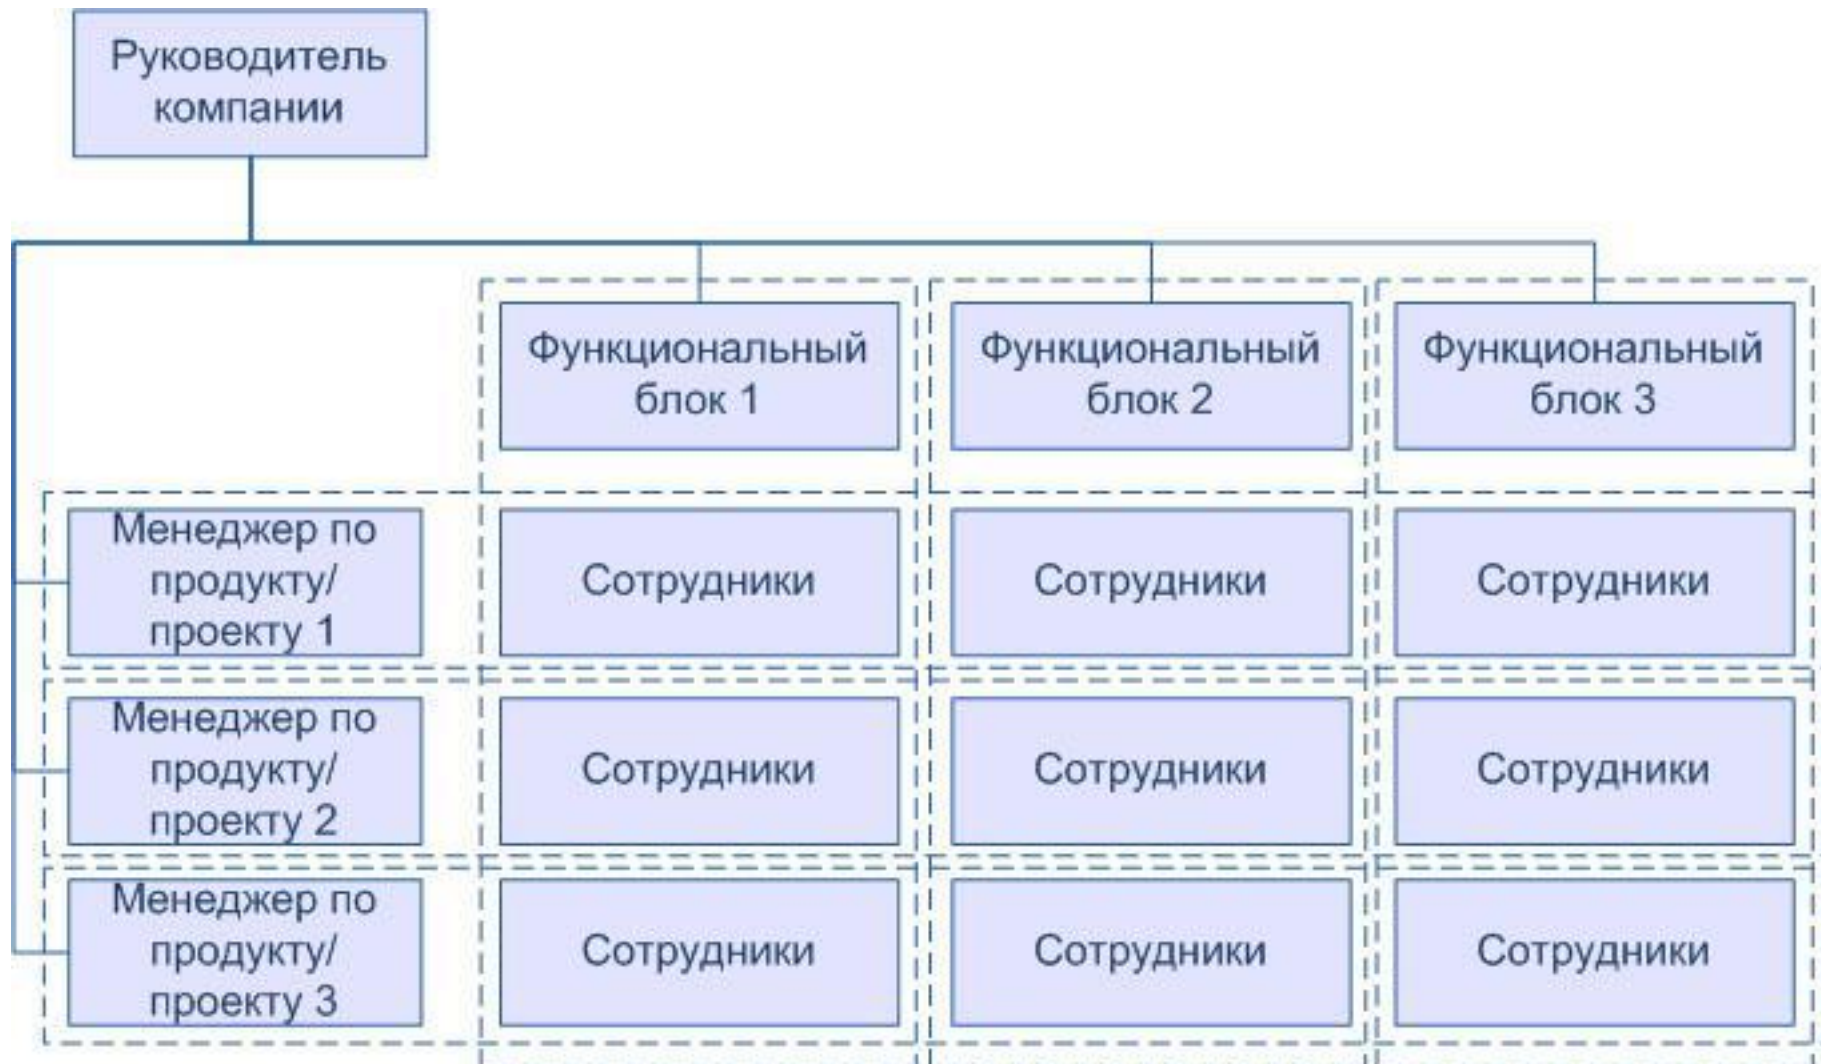 Руководитель
компании
Функциональный
блок 1
Функциональный
блок 2
Функциональный
блок 3
Менеджер по
продукту/
проекту 1
Сотрудники
Сотрудники
Сотрудники
Менеджер по
продукту/
проекту 2
Сотрудники
Сотрудники
Сотрудники
Менеджер по
продукту/
проекту 3
Сотрудники
Сотрудники
Сотрудники